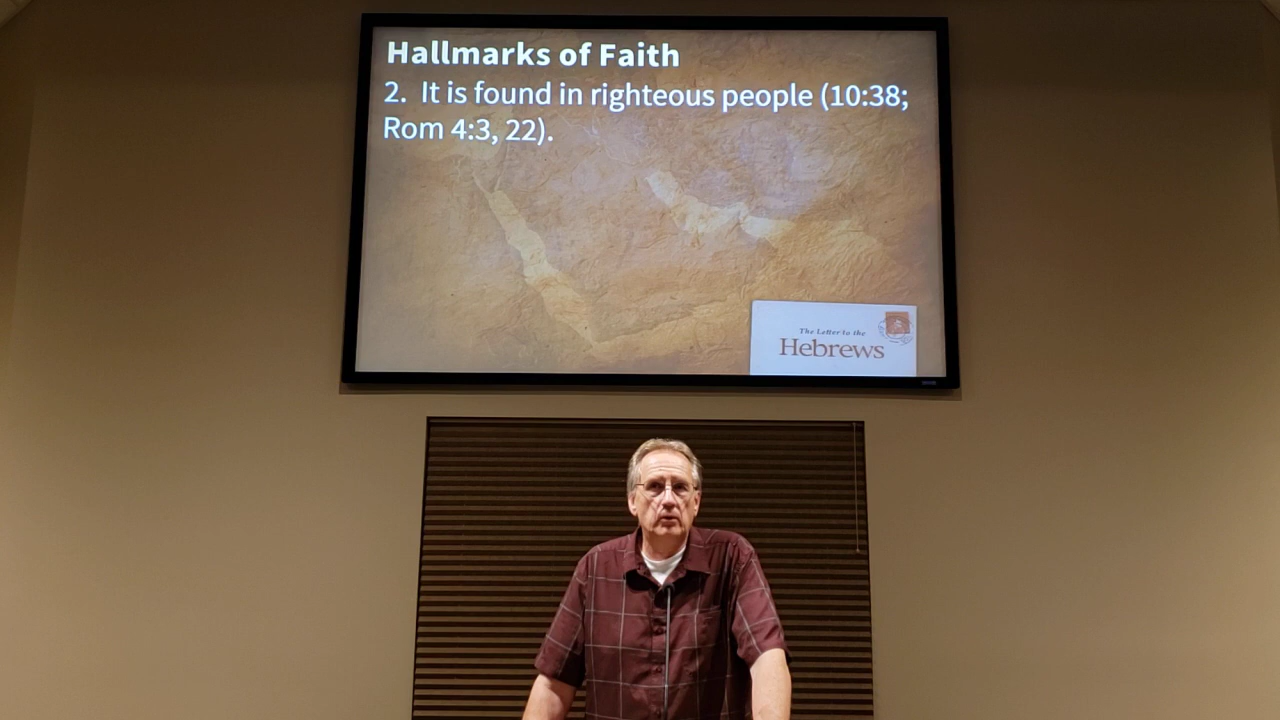 Hallmarks of Faith
2. It is found in righteous people (10:38;
Rom 4:3, 22).
The Letter to the
Hebrews